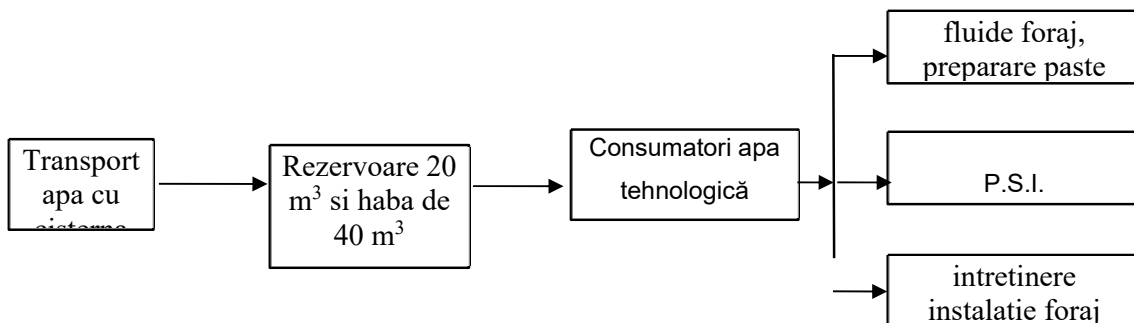 Transport
apa cu
Rezervoare 20
m³ si haba de
40 m³
Consumatori apa
tehnologică
fluide foraj,
preparare paste
P.S.I.
intretinere
instalatie foraj